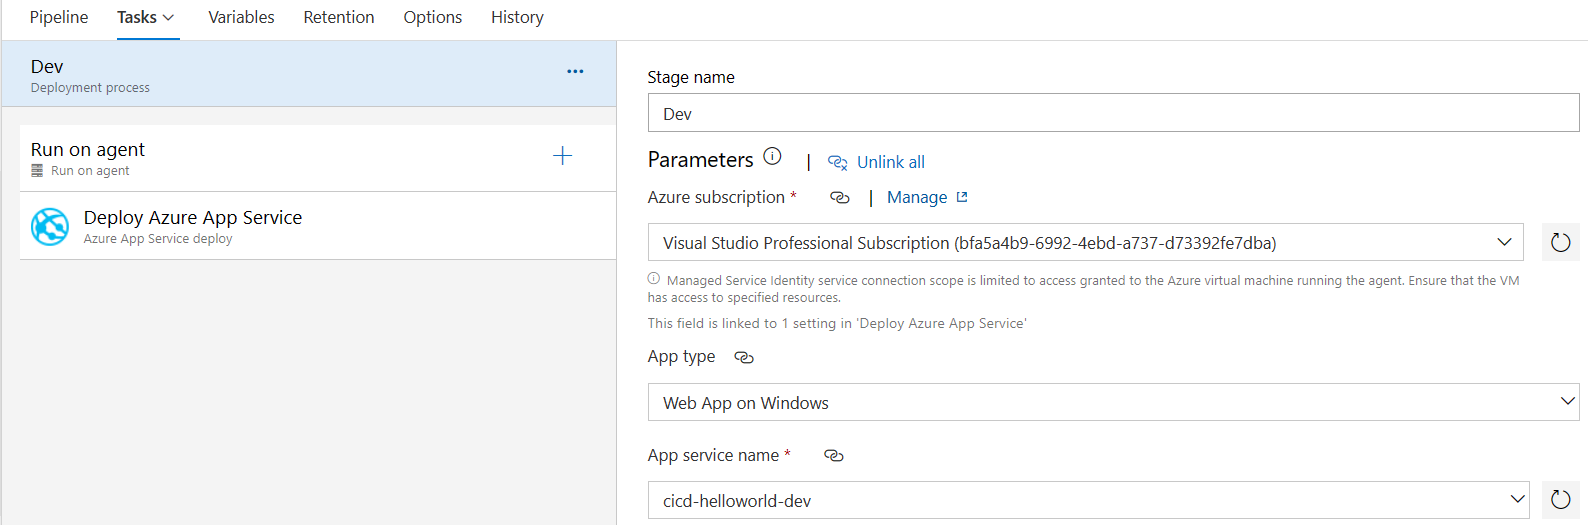 Pipeline Tasks Variables Retention Options History
Dev
Deployment process
Run on agent
Run on agent
Deploy Azure App Service
Azure App Service deploy
Stage name
Dev
Parameters | Unlink all
Azure subscription * | Manage
Visual Studio Professional Subscription (bfa5a4b9-6992-4ebd-a737-d73392fe7dba)
Managed Service Identity service connection scope is limited to access granted to the Azure virtual machine running the agent. Ensure that the VM
has access to specified resources.
This field is linked to 1 setting in 'Deploy Azure App Service'
App type
Web App on Windows
App service name *
cicd-helloworld-dev